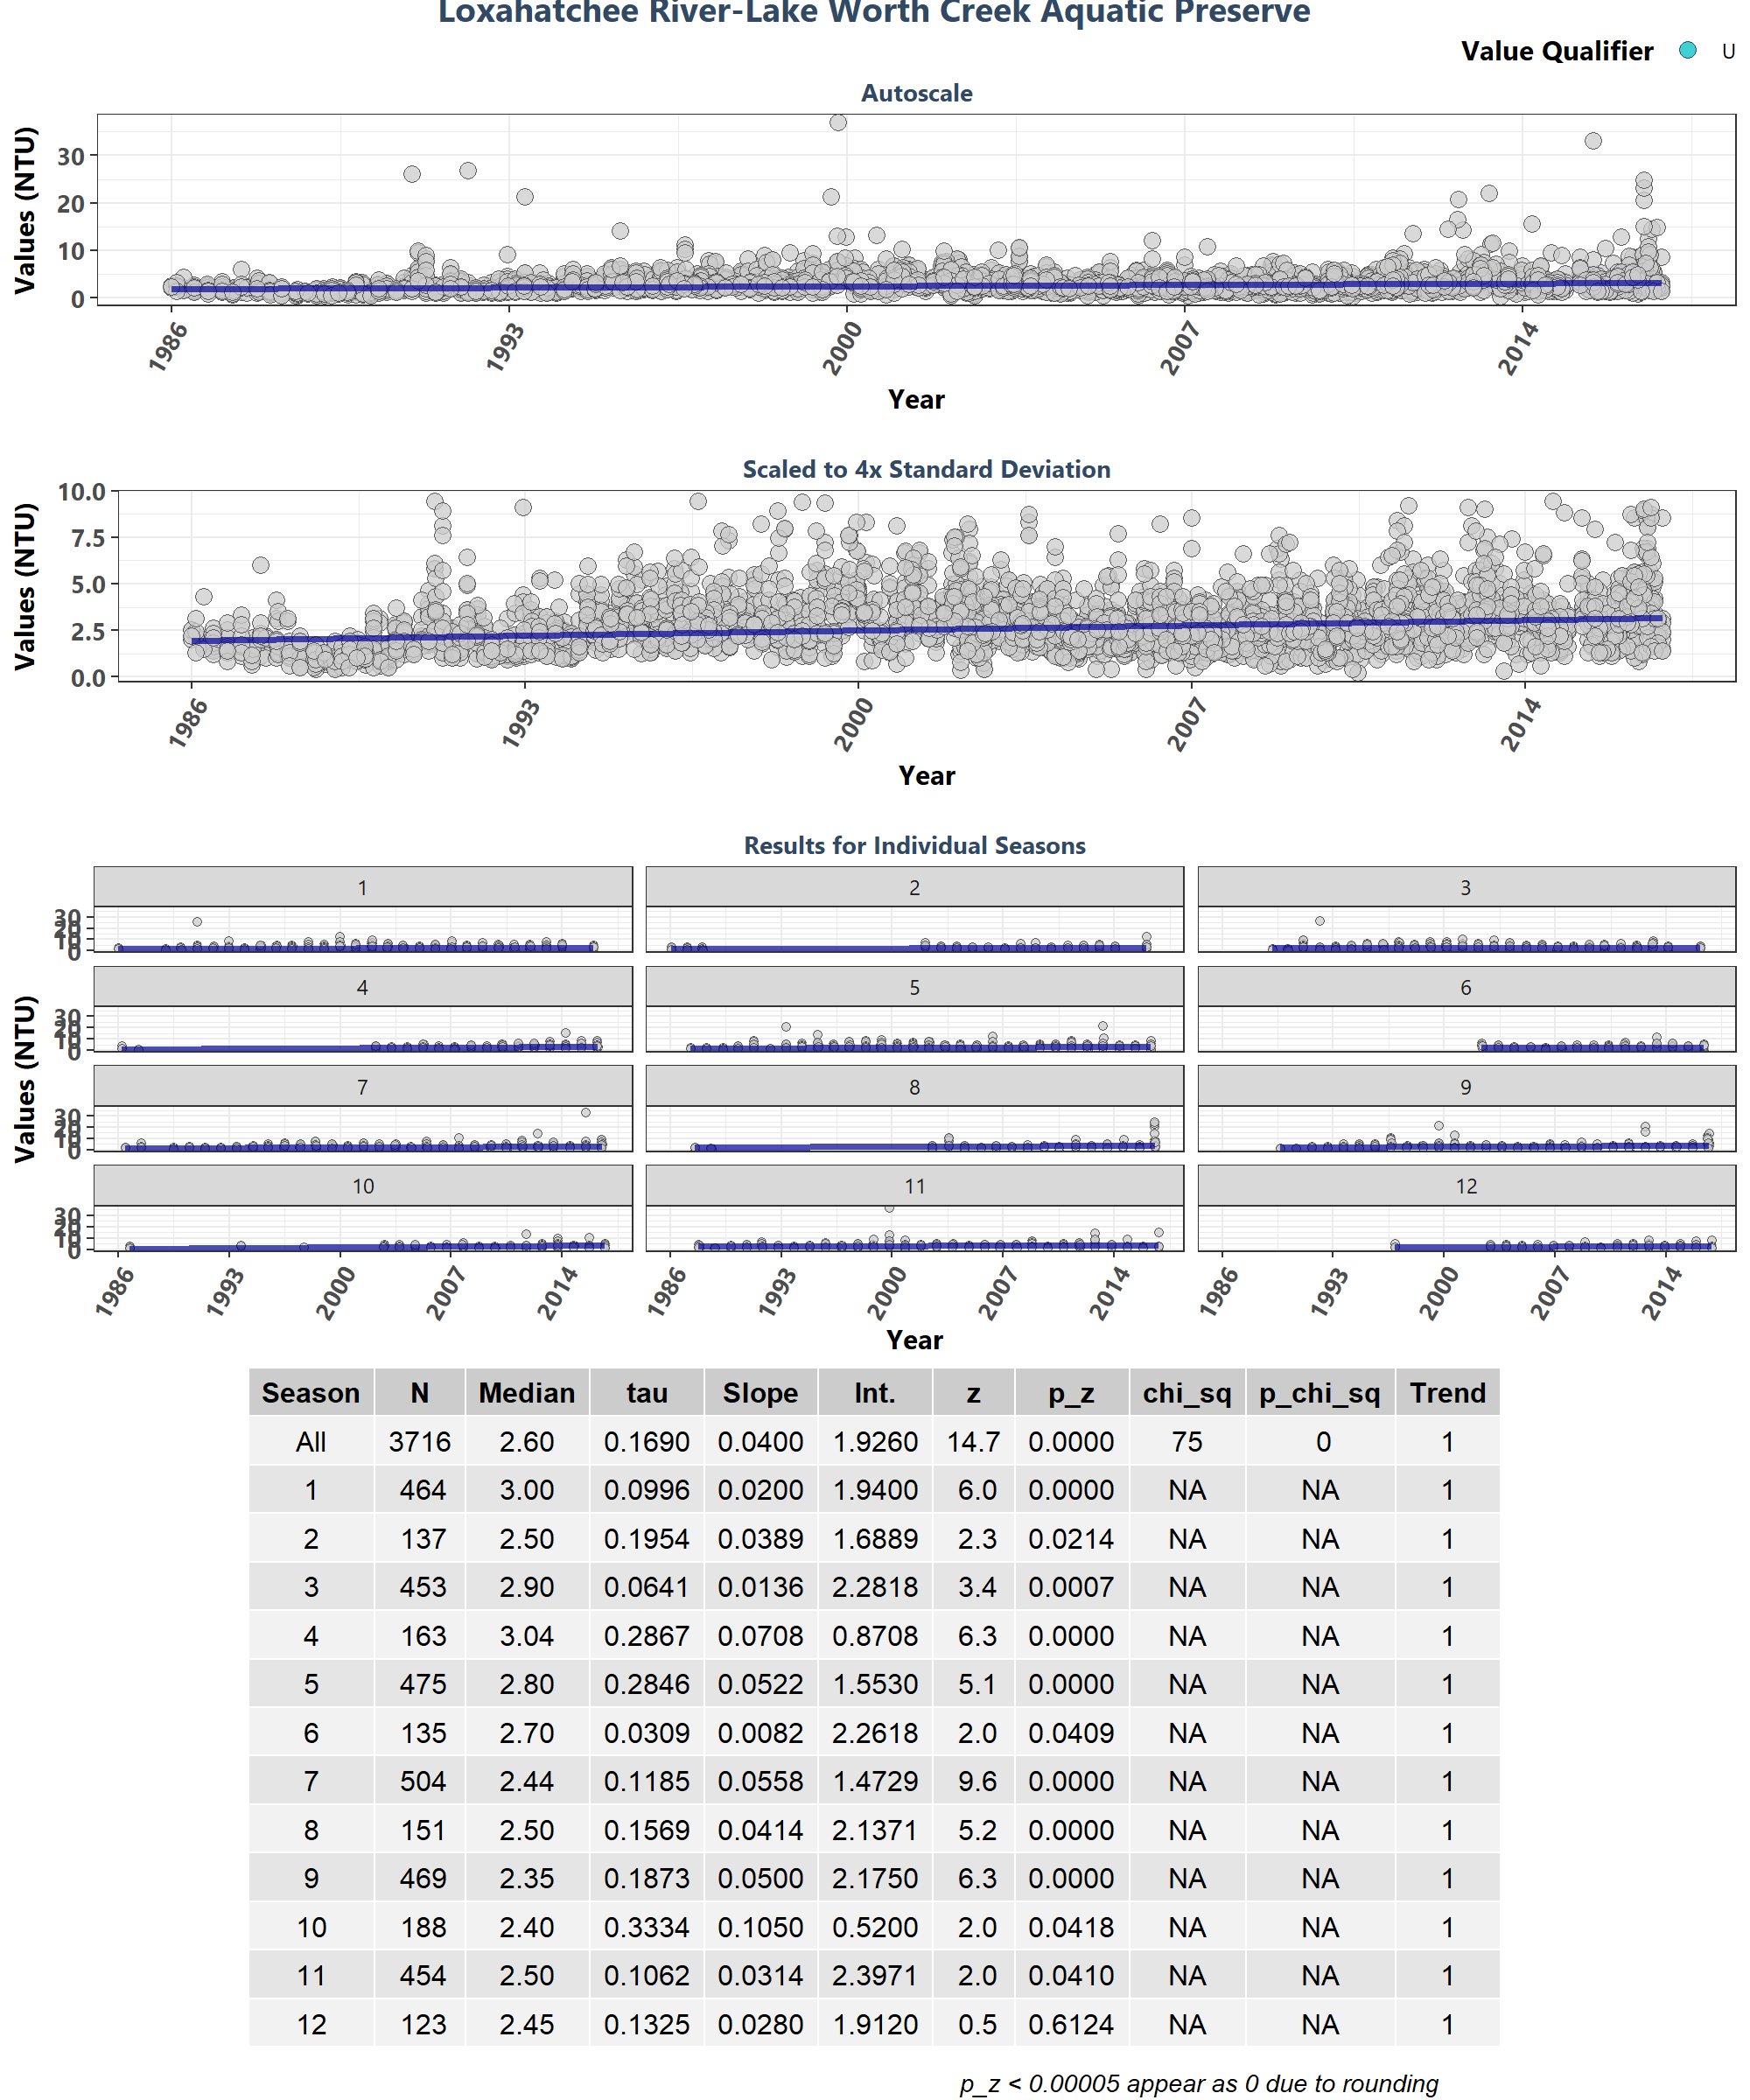 Loxahatchee River-Lake Worth Creek Aquatic Preserve
Value Qualifier U
Autoscale
Values (NTU)
30
20
10
0
1986 1993 2000 2007 2014
Year
Scaled to 4x Standard Deviation
Values (NTU)
10.0
7.5
5.0
2.5
0.0
1986 1993 2000 2007 2014
Year
Results for Individual Seasons
Values (NTU)
1 2 3
30
20
10
0
4 5 6
30
20
10
0
7 8 9
30
20
10
0
10 11 12
30
20
10
0
1986 1993 2000 2007 2014 1986 1993 2000 2007 2014 1986 1993 2000 2007 2014
Year
Season N Median tau Slope Int. z p_z chi_sq p_chi_sq Trend
All 3716 2.60 0.1690 0.0400 1.9260 14.7 0.0000 75 0 1
1 464 3.00 0.0996 0.0200 1.9400 6.0 0.0000 NA NA 1
2 137 2.50 0.1954 0.0389 1.6889 2.3 0.0214 NA NA 1
3 453 2.90 0.0641 0.0136 2.2818 3.4 0.0007 NA NA 1
4 163 3.04 0.2867 0.0708 0.8708 6.3 0.0000 NA NA 1
5 475 2.80 0.2846 0.0522 1.5530 5.1 0.0000 NA NA 1
6 135 2.70 0.0309 0.0082 2.2618 2.0 0.0409 NA NA 1
7 504 2.44 0.1185 0.0558 1.4729 9.6 0.0000 NA NA 1
8 151 2.50 0.1569 0.0414 2.1371 5.2 0.0000 NA NA 1
9 469 2.35 0.1873 0.0500 2.1750 6.3 0.0000 NA NA 1
10 188 2.40 0.3334 0.1050 0.5200 2.0 0.0418 NA NA 1
11 454 2.50 0.1062 0.0314 2.3971 2.0 0.0410 NA NA 1
12 123 2.45 0.1325 0.0280 1.9120 0.5 0.6124 NA NA 1
p_z < 0.00005 appear as 0 due to rounding